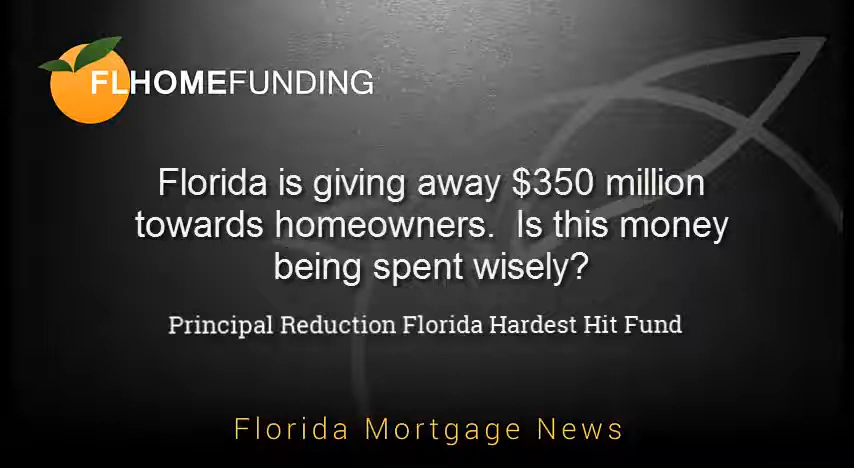 FLHOMEFUNDING
Florida is giving away $350 million
towards homeowners.  Is this money
being spent wisely?
Principal Reduction Florida Hardest Hit Fund
Florida Mortgage News